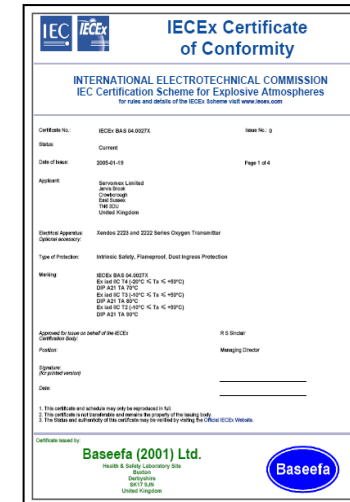 IEC IECEx
IECEx Certificate
of Conformity
INTERNATIONAL ELECTROTECHNICAL COMMISSION
IEC Certification Scheme for Explosive Atmospheres
for rules and details of the IECEx Scheme visit www.iecex.com
Certificate No.: IECEx BAS 04.0027X Issue No.: 0
Status: Current
Date of Issue: 2005-01-19 Page 1 of 4
Applicant: Servomex Limited
Jarvis Brook
Crowborough
East Sussex
TN6 3DU
United Kingdom
Electrical Apparatus: Xendos 2223 and 2222 Series Oxygen Transmitter
Optional accessory:
Type of Protection: Intrinsic Safety, Flameproof, Dust Ingress Protection
Marking: IECEx BAS 04.0027X
Ex iad IIC T4 (-20°C ≤ Ta ≤ +50°C)
DIP A21 TA 70°C
Ex iad IIC T3 (-10°C ≤ Ta ≤ +50°C)
DIP A21 TA 80°C
Ex iad IIC T2 (-10°C ≤ Ta ≤ +60°C)
DIP A21 TA 90°C
Approved for issue on behalf of the IECEx R S Sinclair
Certification Body:
Position: Managing Director
Signature:
(for printed version)
Date:
1. This certificate and schedule may only be reproduced in full.
2. This certificate is not transferable and remains the property of the issuing body.
3. The Status and authenticity of this certificate may be verified by visiting the Official IECEx Website.
Certificate issued by:
Baseefa (2001) Ltd.
Health & Safety Laboratory Site
Buxton
Derbyshire
SK17 9JN
United Kingdom
Baseefa